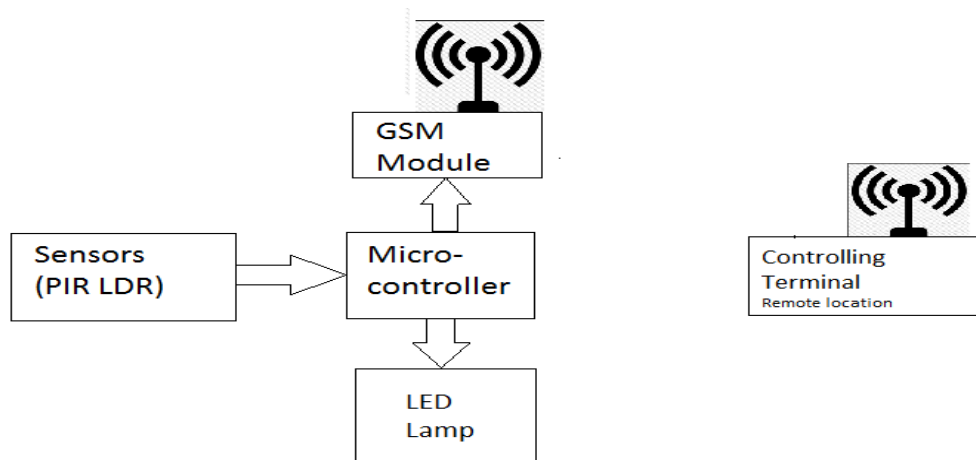 GSM
Module
Sensors
(PIR LDR)
Micro-
controller
Controlling
Terminal
Remote location
LED
Lamp